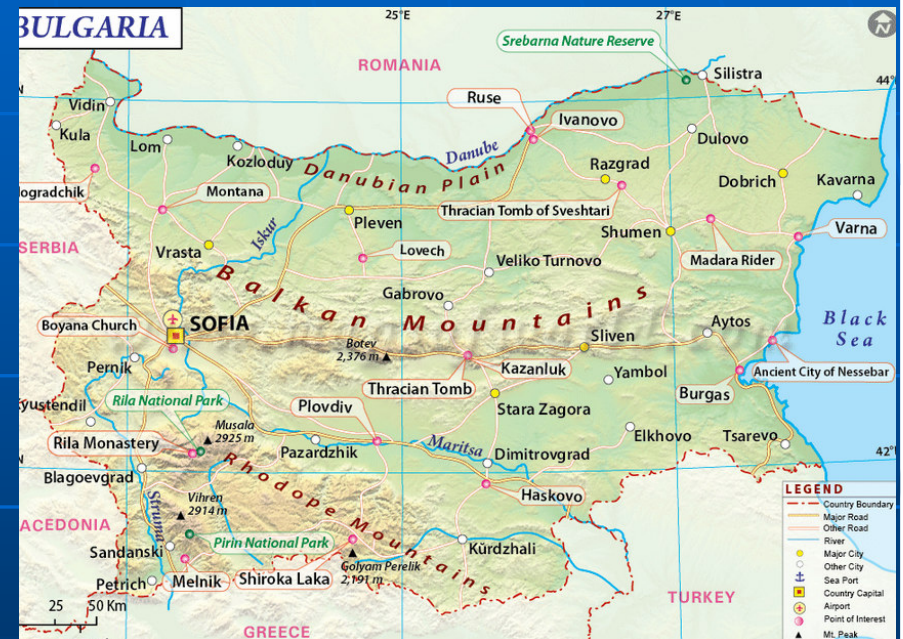 BULGARIA
25°E
27°E
N
Srebarna Nature Reserve
ROMANIA
Silistra
44°
Vidin
Ruse
Kula
Ivanovo
Lom
Dulovo
Kozloduy
Danube
Razgrad
Danubian Plain
Dobrich
Kavarna
ogradchik
Montana
Thracian Tomb of Sveshtari
Pleven
Iskur
Shumen
Varna
SERBIA
Vrasta
Lovech
Madara Rider
Veliko Turnovo
Balkan Mountains
Gabrovo
SOFIA
Boyana Church
Black
Sea
Aytos
Sliven
Botev
2,376 m
Pernik
Kazanluk
Ancient City of Nessebar
Yambol
Thracian Tomb
Burgas
Rila National Park
Plovdiv
yustendil
Stara Zagora
Musala
2925 m
Rila Monastery
Maritsa
Elkhovo
Tsarevo
Pazardzhik
Dimitrovgrad
42°
Blagoevgrad
Rhodope Mountains
Haskovo
Vihren
2914 m
Struma
ACEDONIA
Pirin National Park
Sandanski
Kürdzhali
Golyam Perelik
2,191 m
Petrich
Melnik
Shiroka Laka
TURKEY
25
50 Km
GREECE
LEGEND
Country Boundary
Major Road
Other Road
River
Major City
Other City
Sea Port
Country Capital
Airport
Point of Interest
Mt. Peak